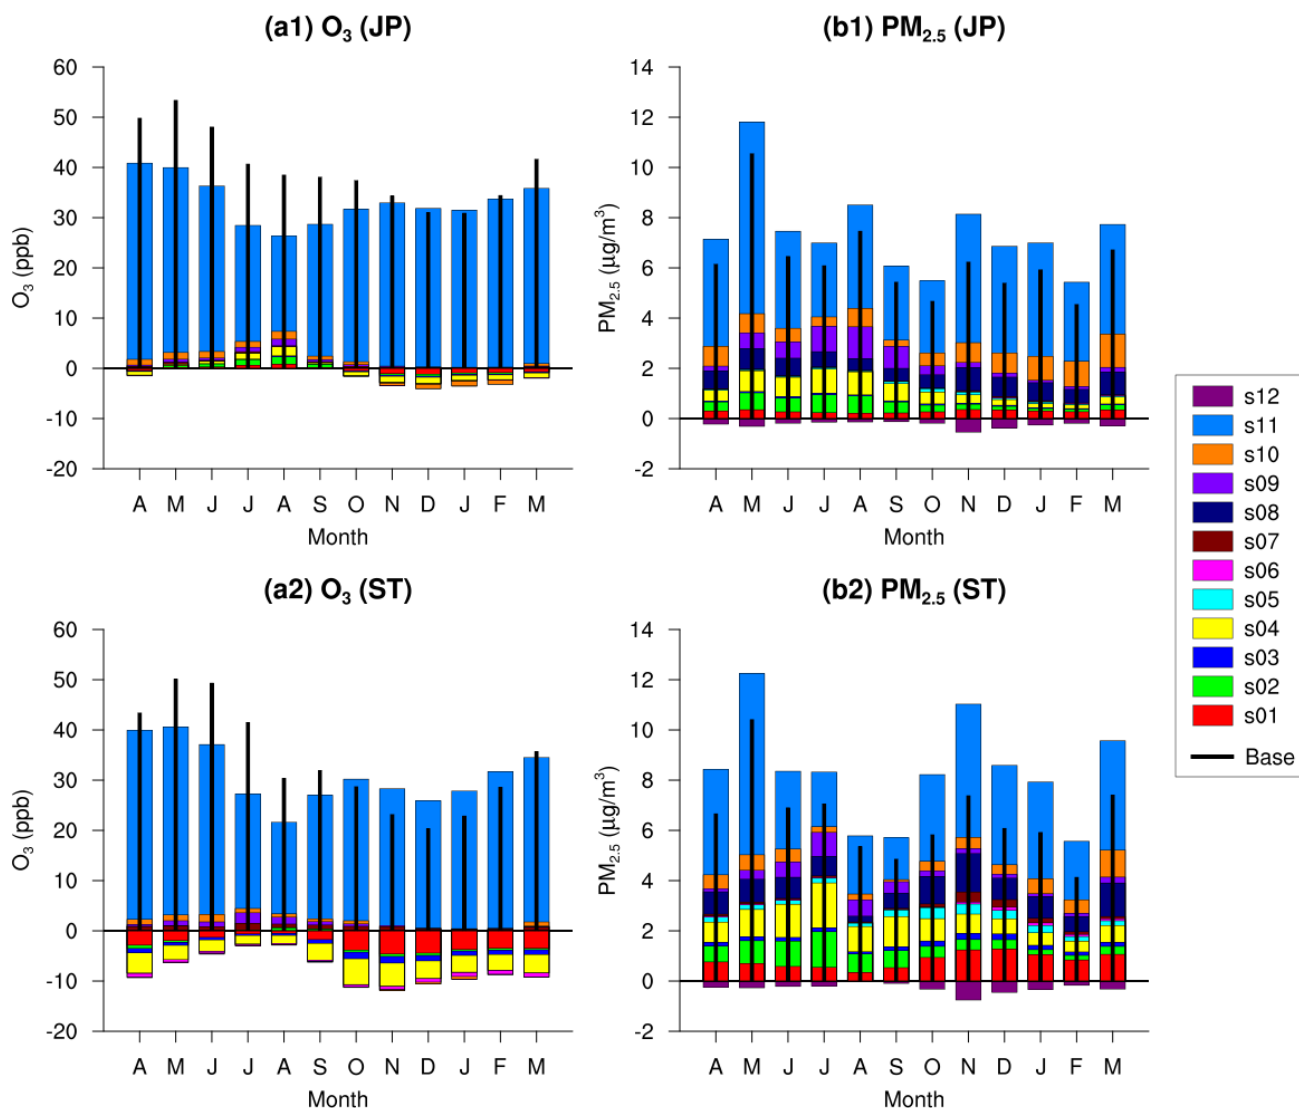 (a1) O3 (JP)
60
50
40
30
20
10
0
-10
-20
O3 (ppb)
A M J J A S O N D J F M
Month
(b1) PM2.5 (JP)
14
12
10
8
6
4
2
0
-2
PM2.5 (µg/m3)
A M J J A S O N D J F M
Month
(a2) O3 (ST)
60
50
40
30
20
10
0
-10
-20
O3 (ppb)
A M J J A S O N D J F M
Month
(b2) PM2.5 (ST)
14
12
10
8
6
4
2
0
-2
PM2.5 (µg/m3)
A M J J A S O N D J F M
Month
s12
s11
s10
s09
s08
s07
s06
s05
s04
s03
s02
s01
Base